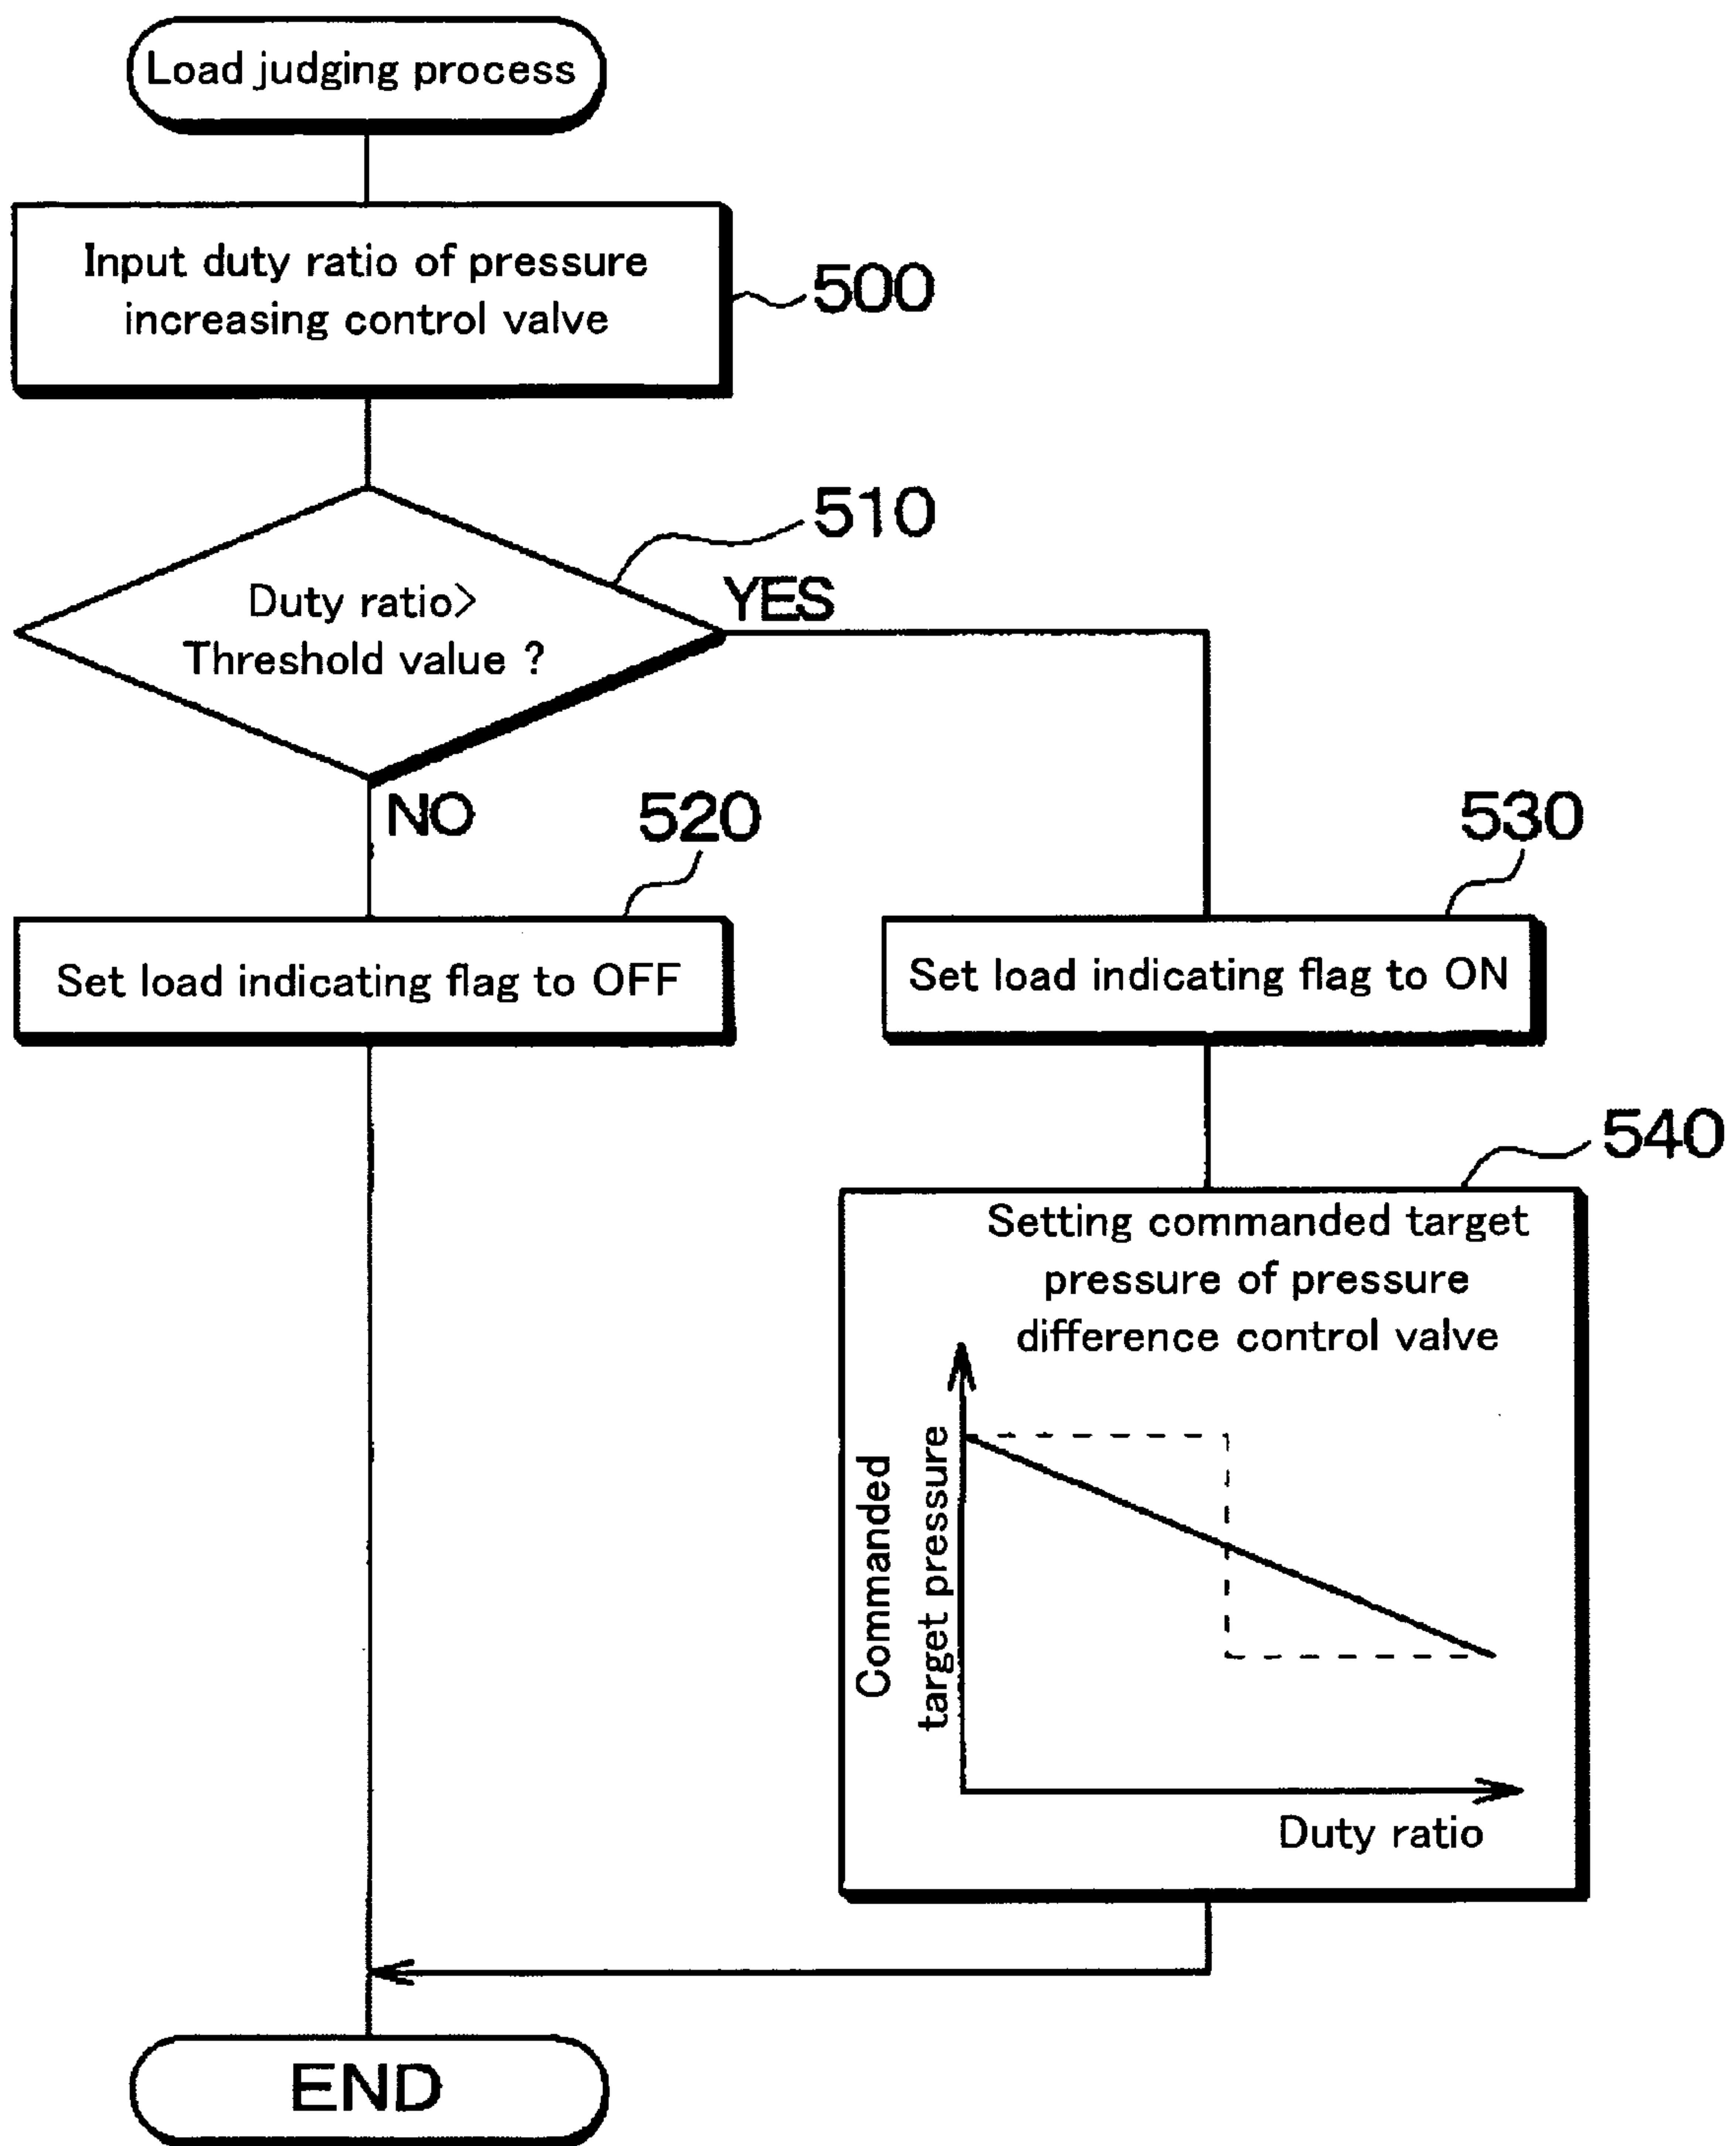 Load judging process
Input duty ratio of pressure
increasing control valve
500
510
Duty ratio>
Threshold value ?
YES
NO
520
530
Set load indicating flag to OFF
Set load indicating flag to ON
540
Setting commanded target
pressure of pressure
difference control valve
Commanded
target pressure
Duty ratio
END